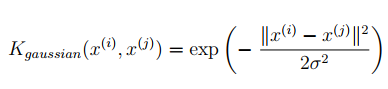 K_{gaussian}(x^{(i)}, x^{(j)}) = \exp\left(-\frac{\|x^{(i)} - x^{(j)}\|^2}{2\sigma^2}\right)